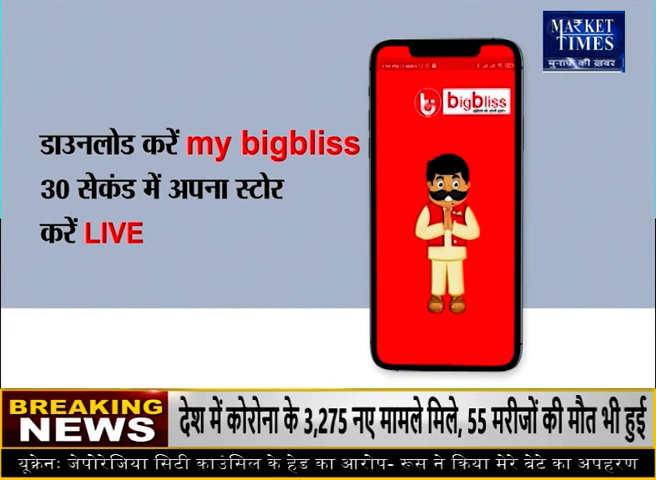 MARKET
TIMES
मुनाफे की खबर
bigbliss
डाउनलोड करें my bigbliss
30 सेकंड में अपना स्टोर
करें LIVE
BREAKING
NEWS
देश में कोरोना के 3,275 नए मामले मिले, 55 मरीजों की मौत भी हुई
यूक्रेनः जेपोरेजिया सिटी काउंसिल के हेड का आरोप- रूस ने किया मेरे बेटे का अपहरण